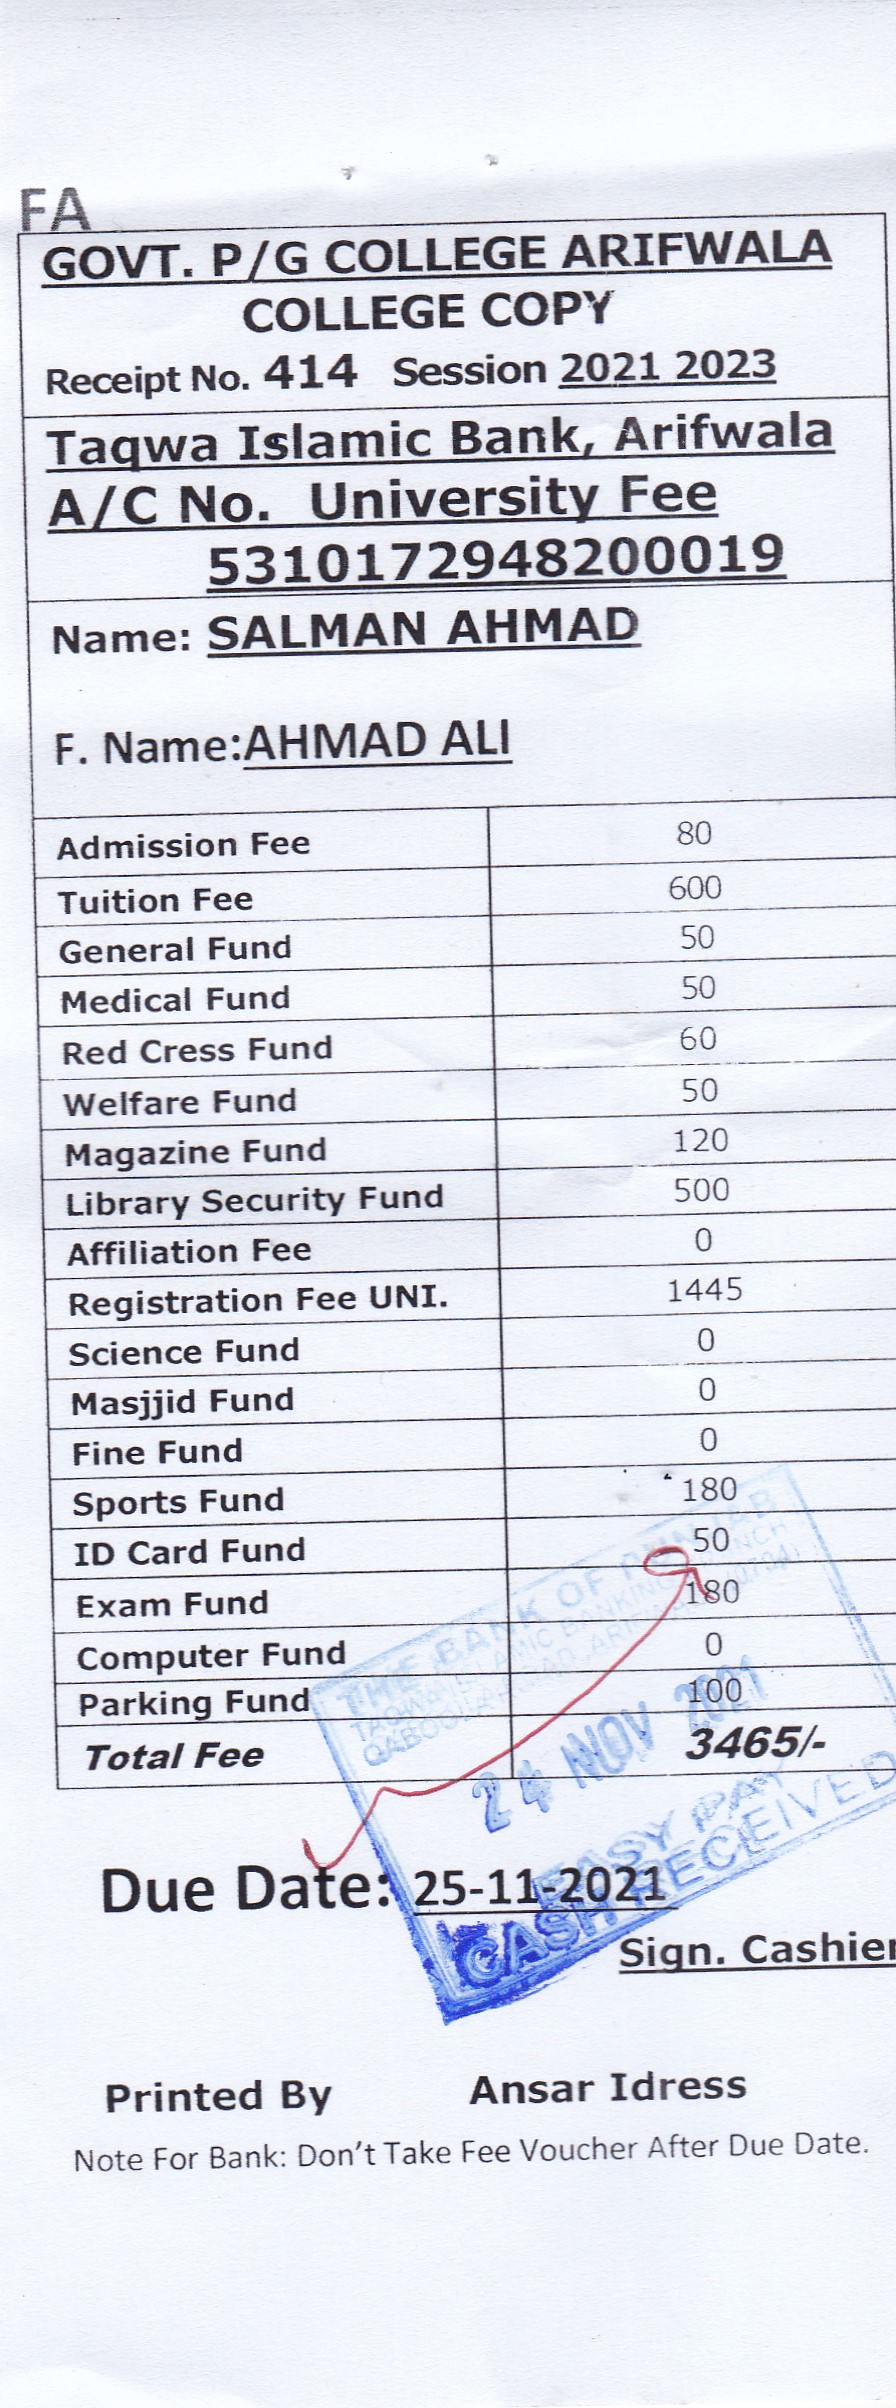 FA
GOVT. P/G COLLEGE ARIFWALA
COLLEGE COPY
Receipt No. 414 Session 2021 2023
Taqwa Islamic Bank, Arifwala
A/C No. University Fee
5310172948200019
Name: SALMAN AHMAD
F. Name:AHMAD ALI
Admission Fee 80
Tuition Fee 600
General Fund 50
Medical Fund 50
Red Cress Fund 60
Welfare Fund 50
Magazine Fund 120
Library Security Fund 500
Affiliation Fee 0
Registration Fee UNI. 1445
Science Fund 0
Masjjid Fund 0
Fine Fund 0
Sports Fund 180
ID Card Fund 50
Exam Fund 180
Computer Fund 0
Parking Fund 100
Total Fee 3465/-
THE BANK OF PUNJAB
TAQWA ISLAMIC BANKING BRANCH
24 NOV 2021
EASY PAY
CASH RECEIVED
Due Date: 25-11-2021
Sign. Cashier
Printed By Ansar Idress
Note For Bank: Don't Take Fee Voucher After Due Date.